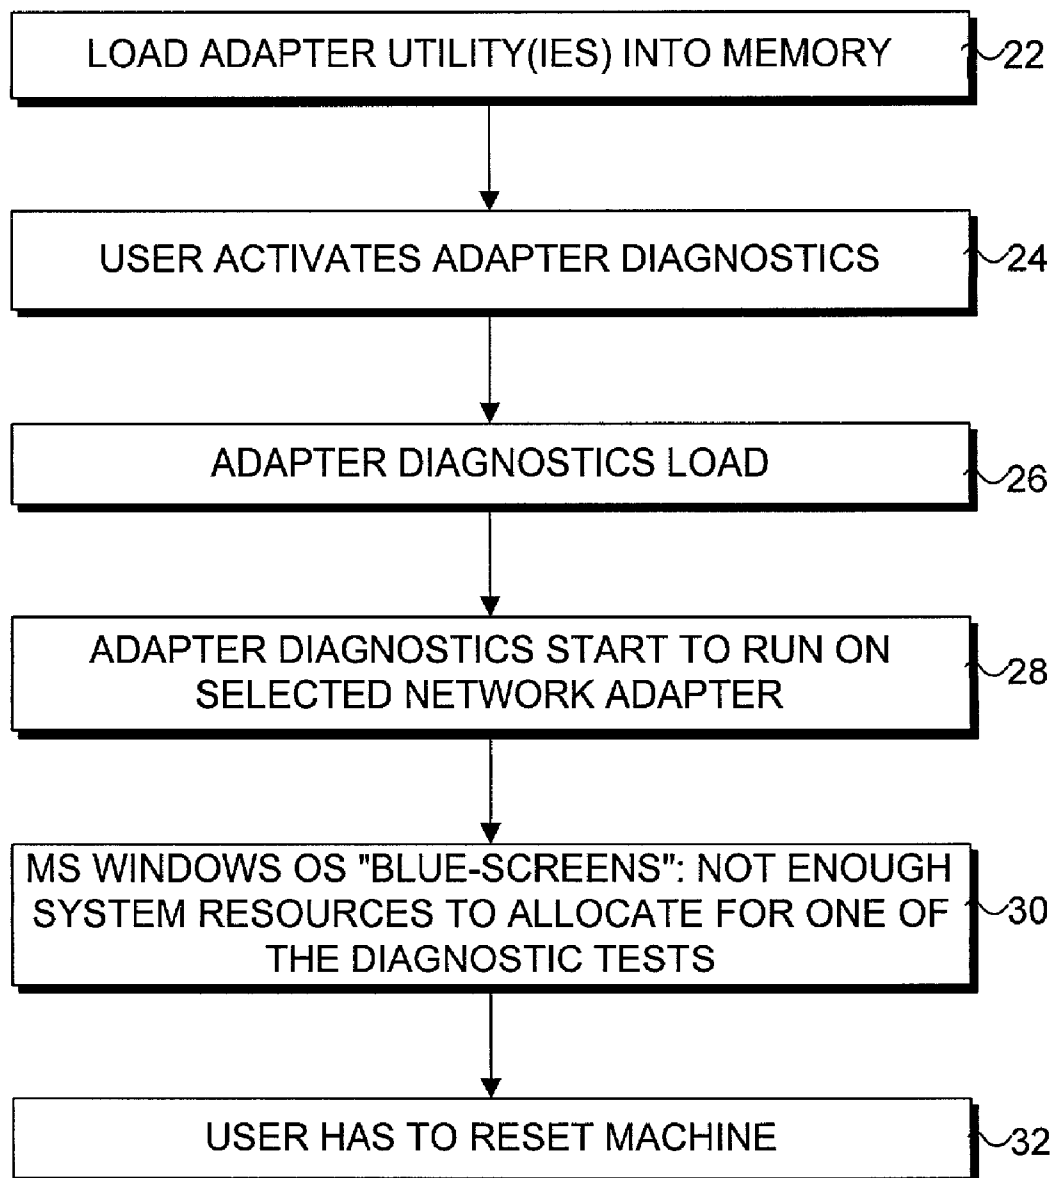 LOAD ADAPTER UTILITY(IES) INTO MEMORY 22
USER ACTIVATES ADAPTER DIAGNOSTICS 24
ADAPTER DIAGNOSTICS LOAD 26
ADAPTER DIAGNOSTICS START TO RUN ON
SELECTED NETWORK ADAPTER 28
MS WINDOWS OS "BLUE-SCREENS": NOT ENOUGH
SYSTEM RESOURCES TO ALLOCATE FOR ONE OF 30
THE DIAGNOSTIC TESTS
USER HAS TO RESET MACHINE 32